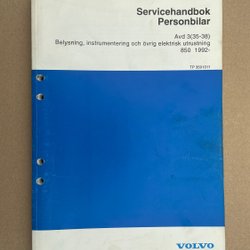 Servicehandbok
Personbilar
Avd 3(35-38)
Belysning, instrumentering och övrig elektrisk utrustning
850 1992-
VOLVO